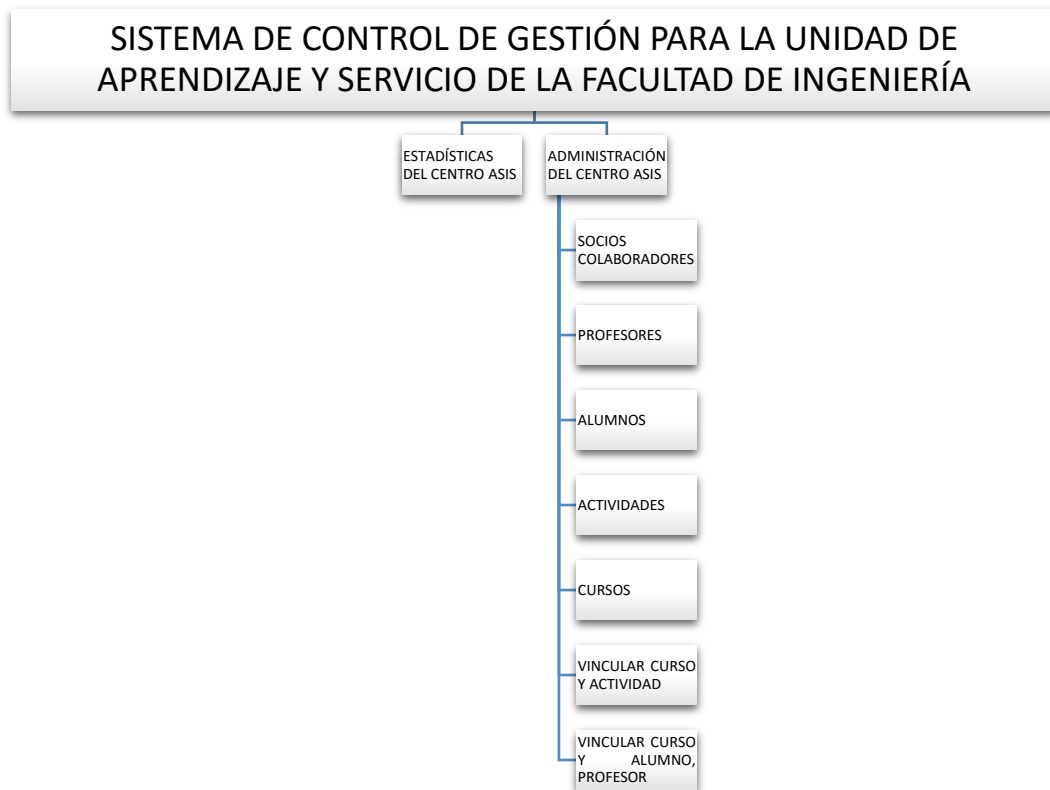 SISTEMA DE CONTROL DE GESTIÓN PARA LA UNIDAD DE
APRENDIZAJE Y SERVICIO DE LA FACULTAD DE INGENIERÍA
ESTADÍSTICAS
DEL CENTRO ASIS
ADMINISTRACIÓN
DEL CENTRO ASIS
SOCIOS
COLABORADORES
PROFESORES
ALUMNOS
ACTIVIDADES
CURSOS
VINCULAR CURSO
Y ACTIVIDAD
VINCULAR CURSO
Y ALUMNO,
PROFESOR